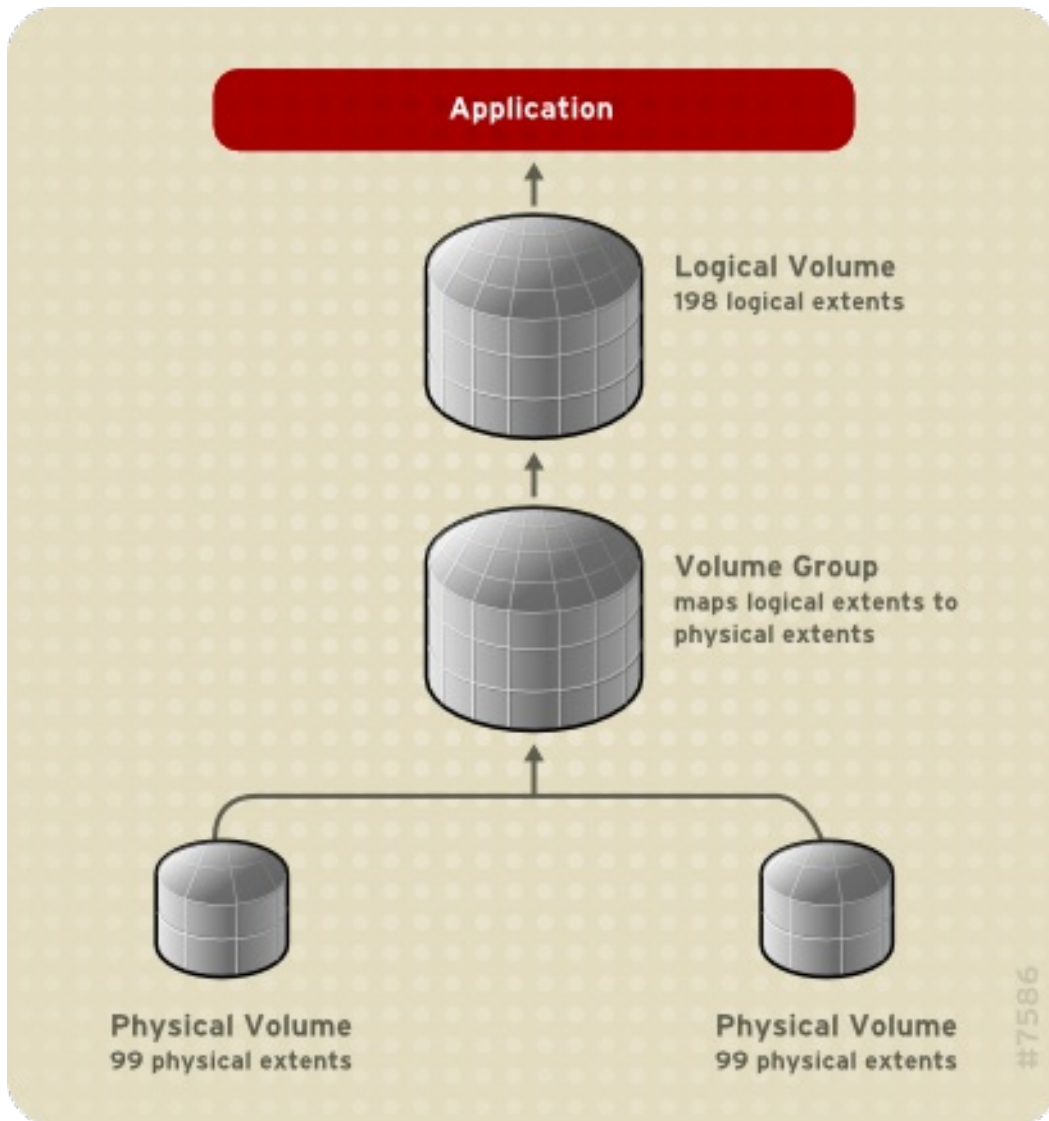 Application
Logical Volume
198 logical extents
Volume Group
maps logical extents to
physical extents
Physical Volume
99 physical extents
Physical Volume
99 physical extents
#7586